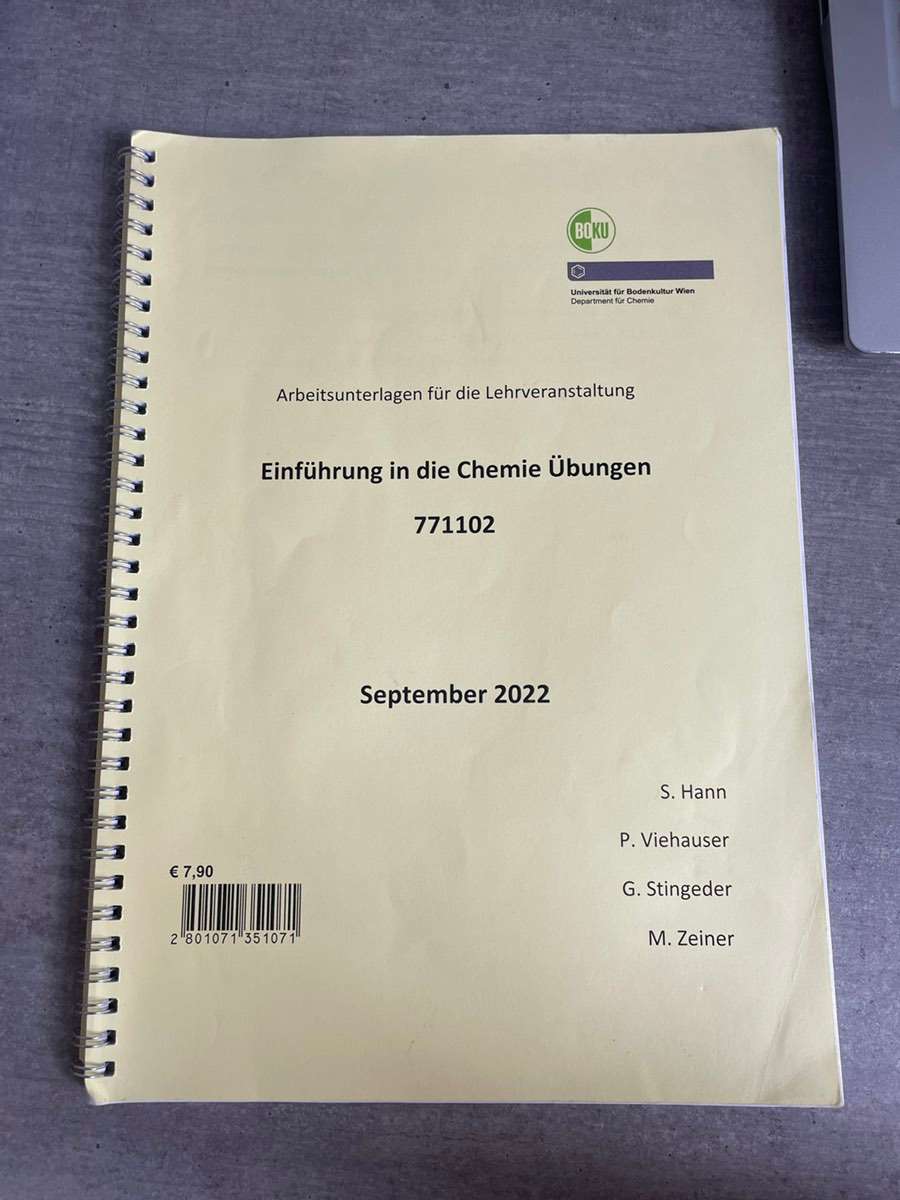 BOKU
Universität für Bodenkultur Wien
Department für Chemie
Arbeitsunterlagen für die Lehrveranstaltung
Einführung in die Chemie Übungen
771102
September 2022
S. Hann
P. Viehauser
G. Stingeder
M. Zeiner
€ 7,90
2 801071 351071